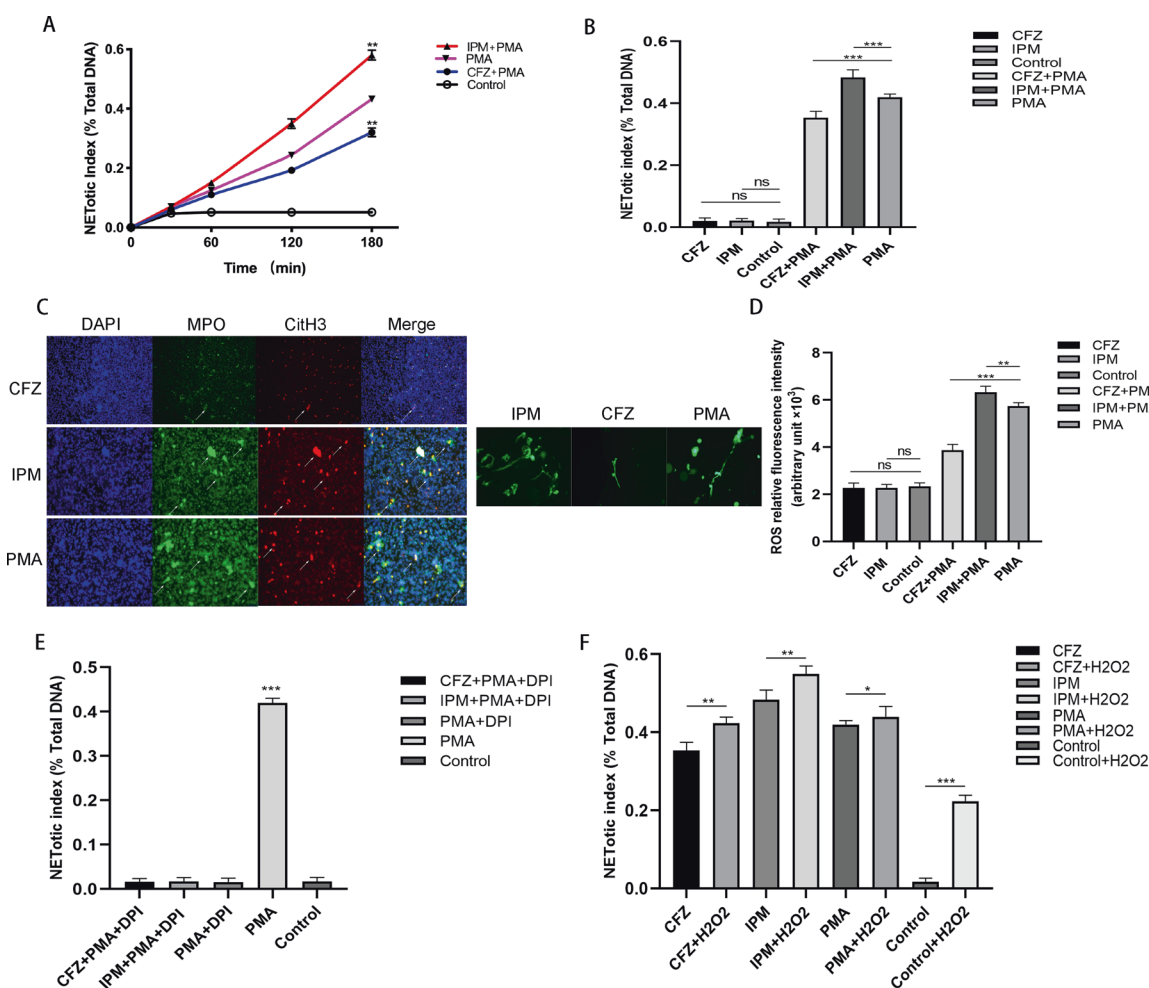 A
NETotic Index (% Total DNA)
0.6
0.4
0.2
0.0
0
60
120
180
Time （min）
**
**
IPM+PMA
PMA
CFZ+PMA
Control
B
NETotic index (% Total DNA)
0.6
0.4
0.2
0.0
ns
ns
***
***
CFZ
IPM
Control
CFZ+PMA
IPM+PMA
PMA
CFZ
IPM
Control
CFZ+PMA
IPM+PMA
PMA
C
DAPI
MPO
CitH3
Merge
CFZ
IPM
PMA
IPM
CFZ
PMA
D
ROS relative fluorescence intensity
(arbitrary unit ×10³)
8
6
4
2
0
ns
ns
***
**
CFZ
IPM
Control
CFZ+PMA
IPM+PMA
PMA
CFZ
IPM
Control
CFZ+PM
IPM+PM
PMA
E
NETotic index (% Total DNA)
0.5
0.4
0.3
0.2
0.1
0.0
***
CFZ+PMA+DPI
IPM+PMA+DPI
PMA+DPI
PMA
Control
CFZ+PMA+DPI
IPM+PMA+DPI
PMA+DPI
PMA
Control
F
NETotic index (% Total DNA)
0.6
0.4
0.2
0.0
**
**
*
***
CFZ
CFZ+H2O2
IPM
IPM+H2O2
PMA
PMA+H2O2
Control
Control+H2O2
CFZ
CFZ+H2O2
IPM
IPM+H2O2
PMA
PMA+H2O2
Control
Control+H2O2